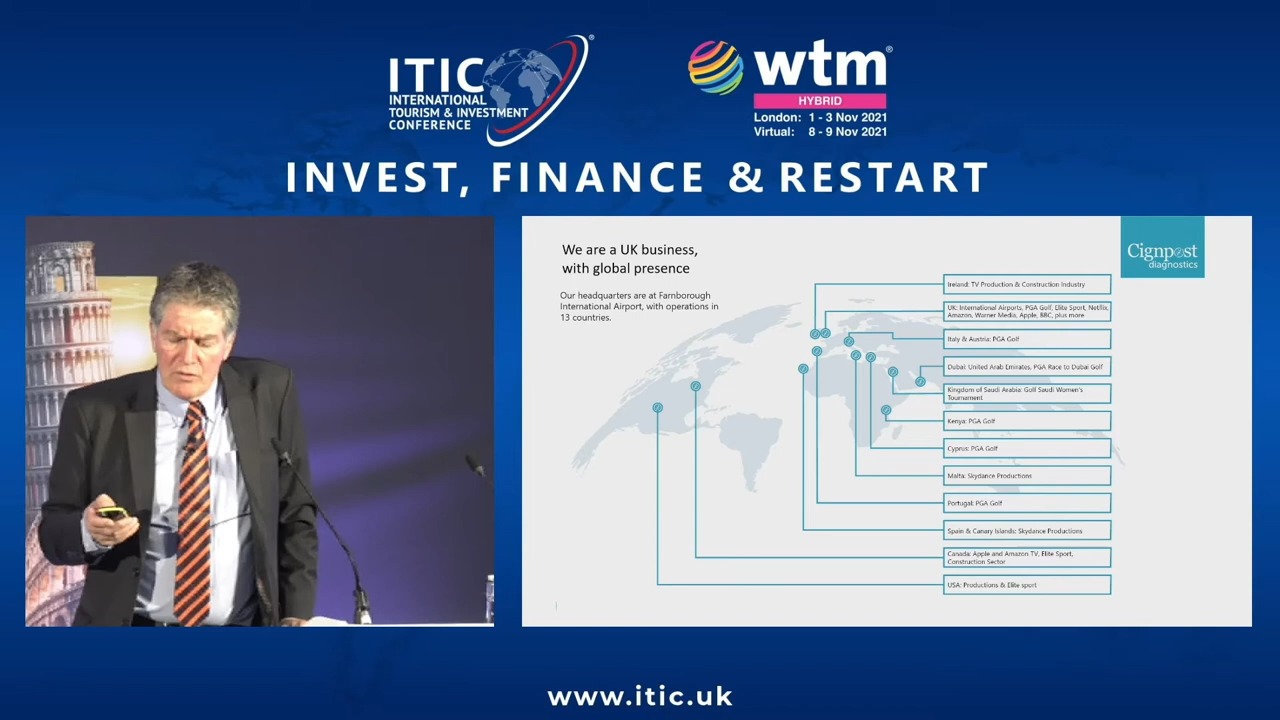 ITIC
INTERNATIONAL
TOURISM & INVESTMENT
CONFERENCE
wtm
HYBRID
London: 1 - 3 Nov 2021
Virtual: 8 - 9 Nov 2021
INVEST, FINANCE & RESTART
We are a UK business,
with global presence
Our headquarters are at Farnborough
International Airport, with operations in
13 countries.
Cignpost
diagnostics
Ireland: TV Production & Construction Industry
UK: International Airports, PGA Golf, Elite Sport, Netflix,
Amazon, Warner Media, Apple, BBC, plus more
Italy & Austria: PGA Golf
Dubai: United Arab Emirates, PGA Race to Dubai Golf
Kingdom of Saudi Arabia: Golf Saudi Women's
Tournament
Kenya: PGA Golf
Cyprus: PGA Golf
Malta: Skydance Productions
Portugal: PGA Golf
Spain & Canary Islands: Skydance Productions
Canada: Apple and Amazon TV, Elite Sport,
Construction Sector
USA: Productions & Elite sport
www.itic.uk